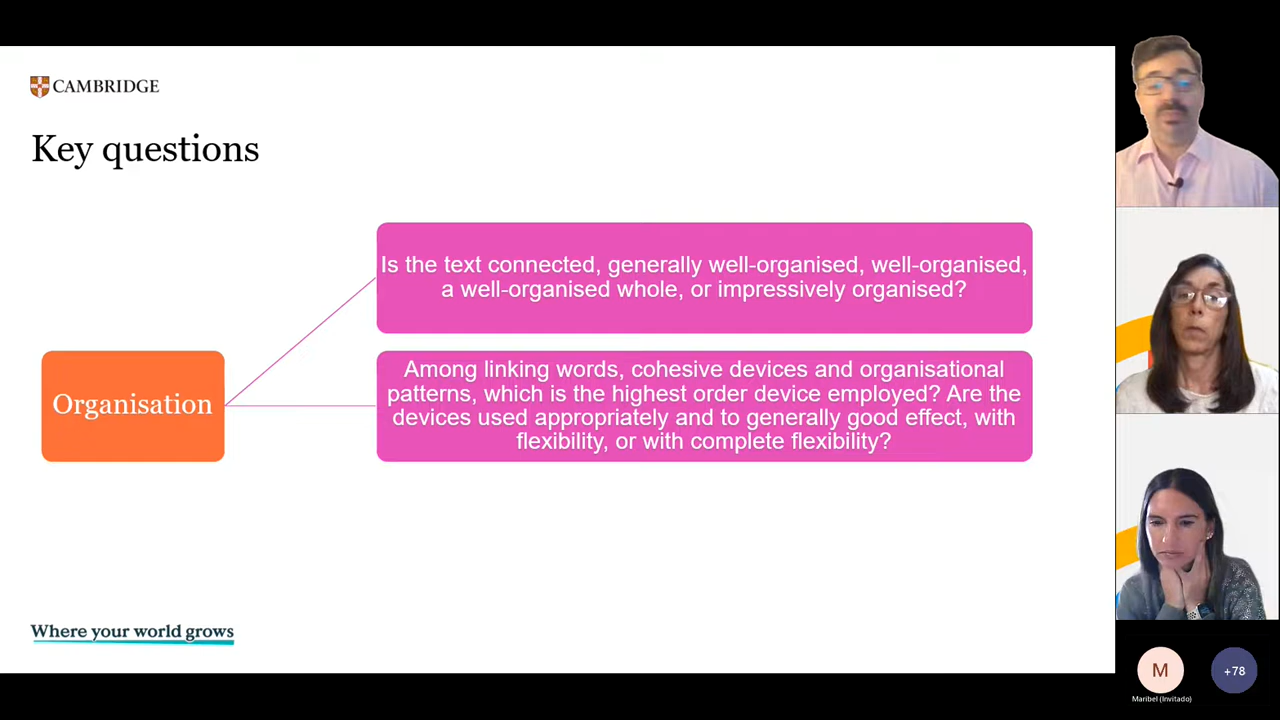 CAMBRIDGE
Key questions
Is the text connected, generally well-organised, well-organised,
a well-organised whole, or impressively organised?
Organisation
Among linking words, cohesive devices and organisational
patterns, which is the highest order device employed? Are the
devices used appropriately and to generally good effect, with
flexibility, or with complete flexibility?
Where your world grows
M
+78
Maribel (Invitado)